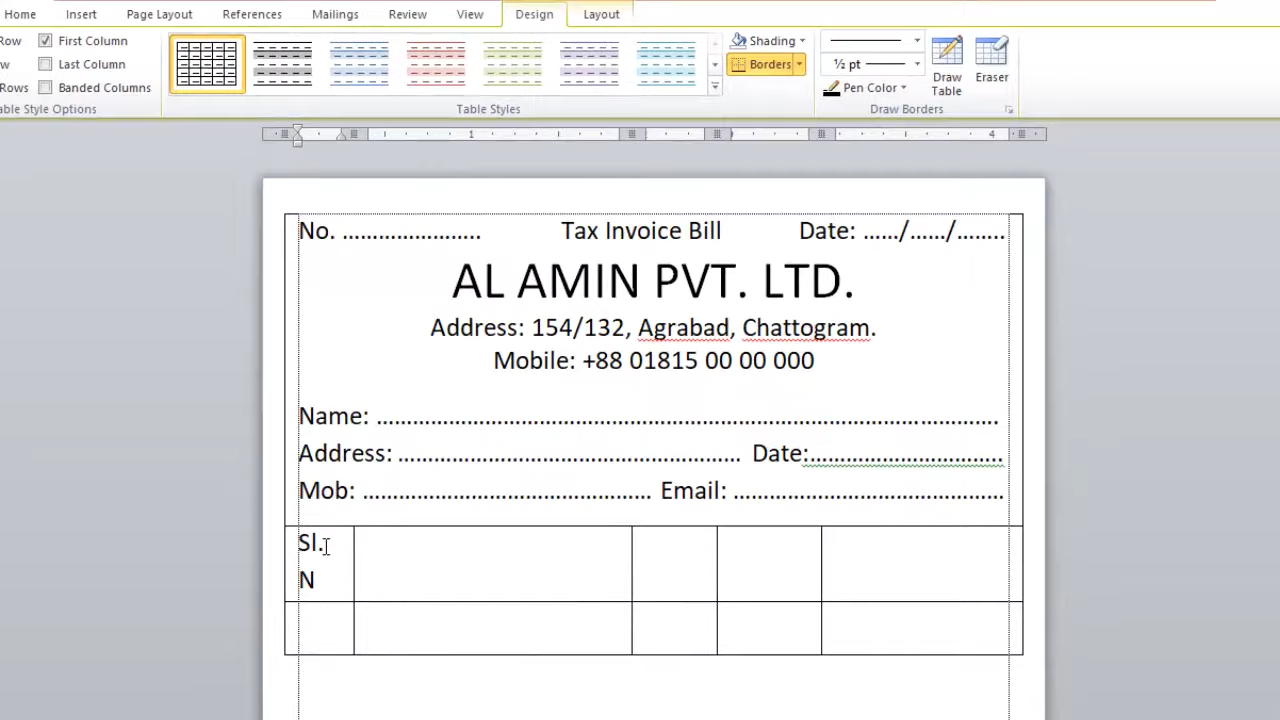 Home Insert Page Layout References Mailings Review View Design Layout
Row First Column Shading ½ pt
w Last Column Borders Draw Table Eraser
Rows Banded Columns Pen Color
able Style Options Table Styles Draw Borders
1 4
No. ...................... Tax Invoice Bill Date: ....../....../........
AL AMIN PVT. LTD.
Address: 154/132, Agrabad, Chattogram.
Mobile: +88 01815 00 00 000
Name: ....................................................................................................
Address: ....................................................... Date:...............................
Mob: .............................................. Email: ...........................................
Sl.
N